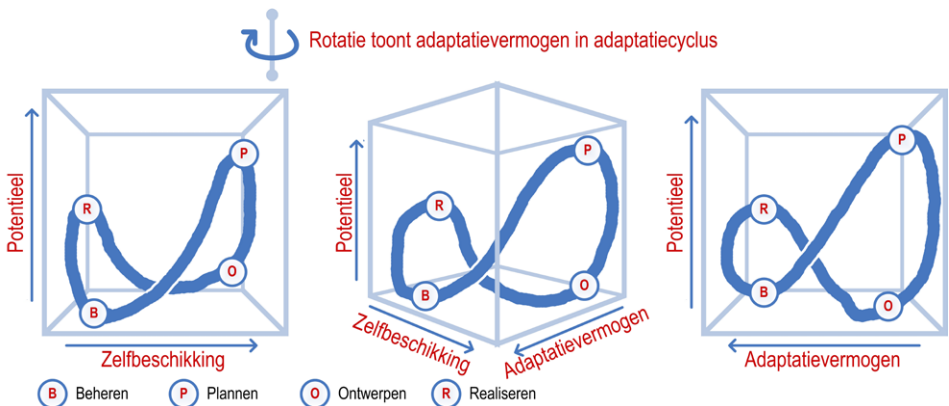 Rotatie toont adaptatievermogen in adaptatiecyclus
Potentieel
R
P
O
B
Zelfbeschikking
Potentieel
R
P
B
O
Zelfbeschikking
Adaptatievermogen
Potentieel
R
P
B
O
Adaptatievermogen
B Beheren P Plannen O Ontwerpen R Realiseren